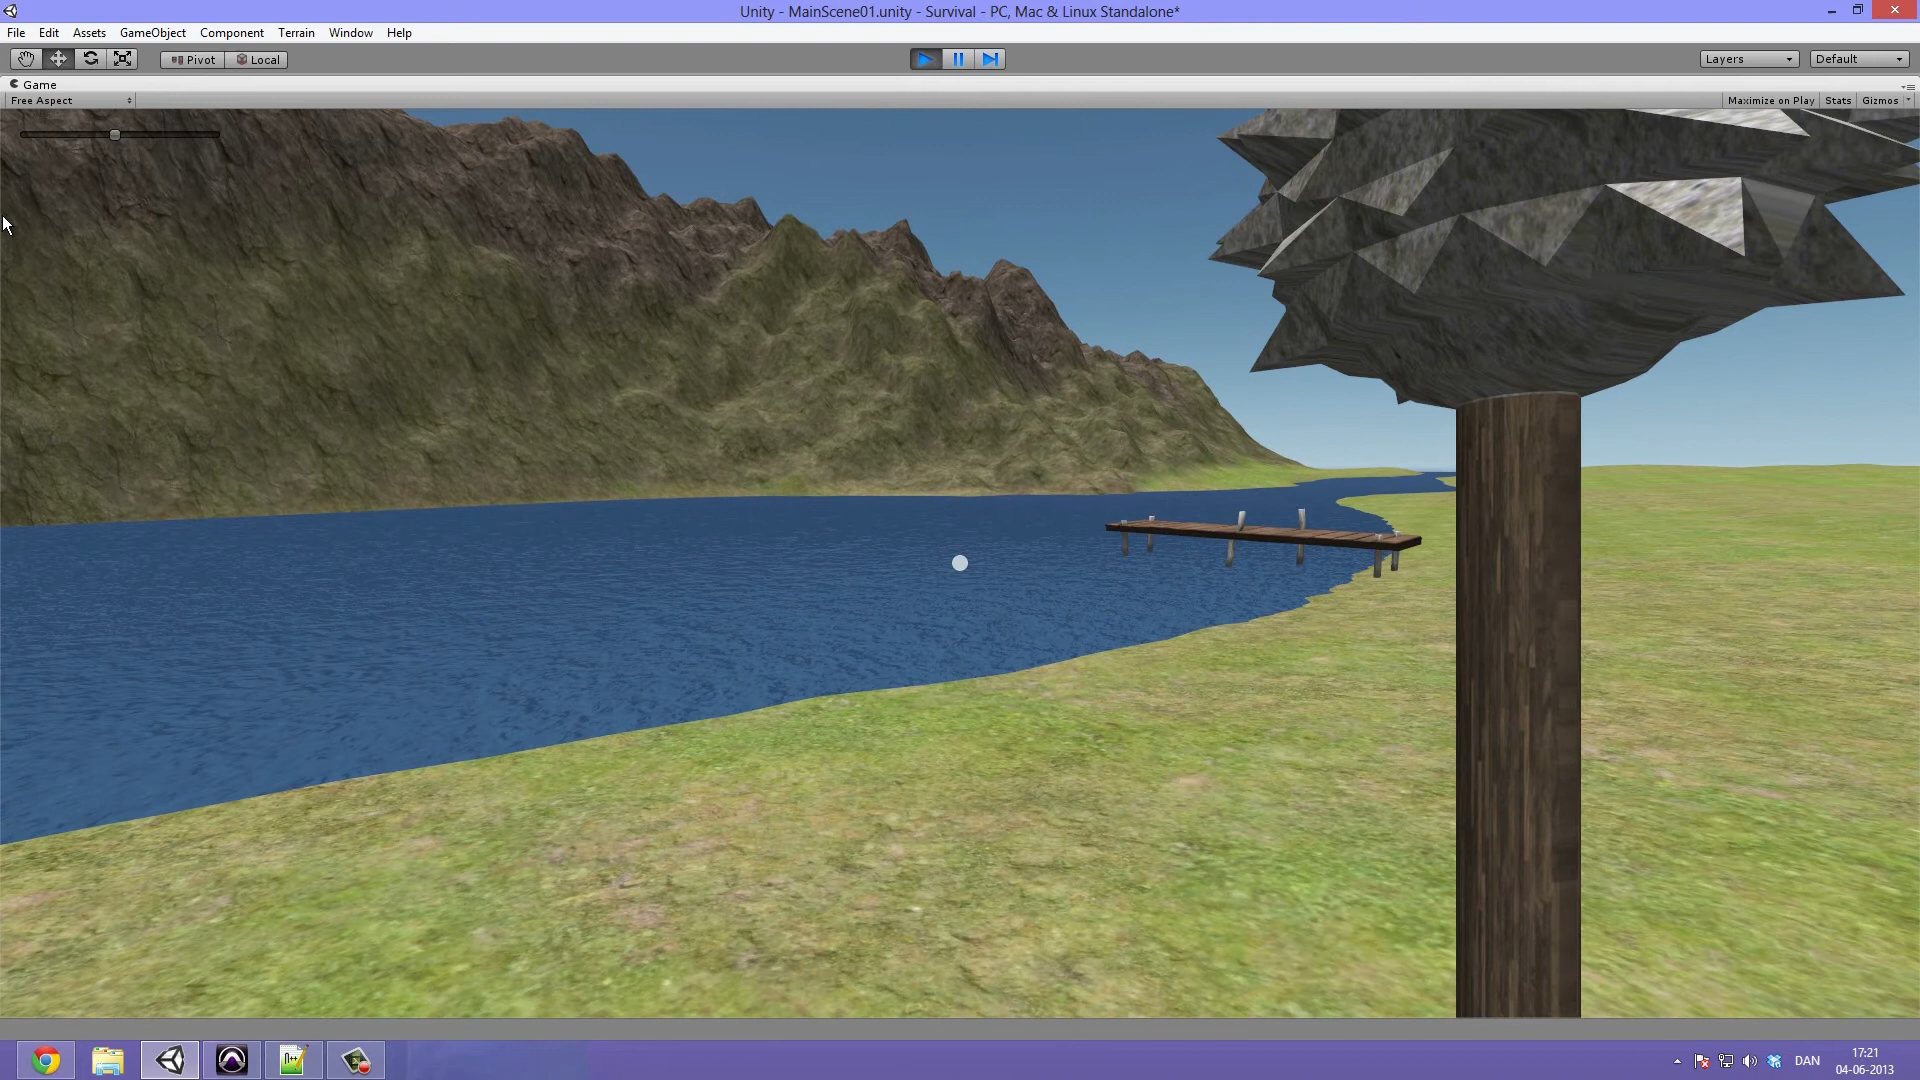 Unity - MainScene01.unity - Survival - PC, Mac & Linux Standalone*
File Edit Assets GameObject Component Terrain Window Help
Pivot Local Layers Default
Game
Free Aspect Maximize on Play Stats Gizmos
DAN
17:21
04-06-2013